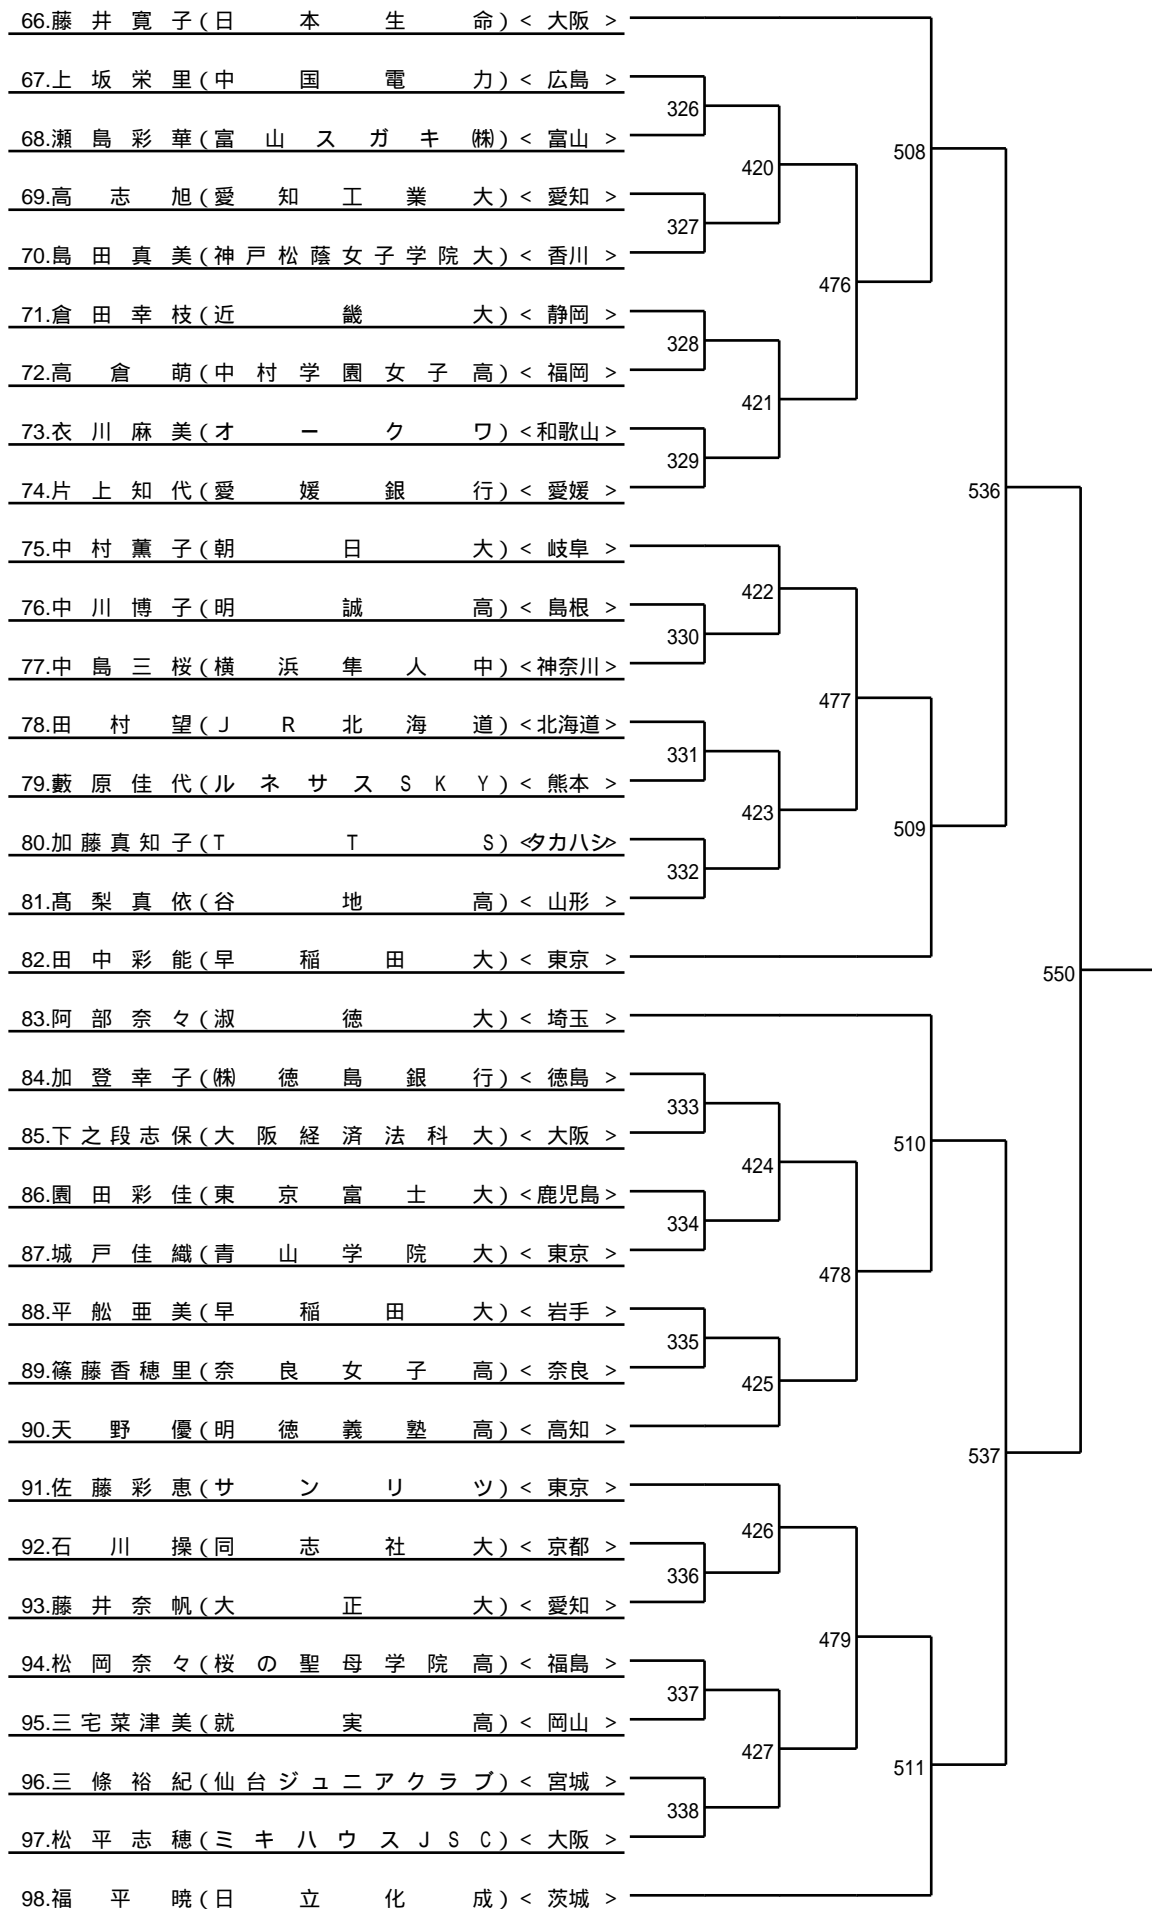 66.藤井寛子(日本生命)< 大阪 >
67.上坂栄里(中国電力)< 広島 >
326
68.瀬島彩華(富山スガキ㈱)< 富山 >
508
420
69.高志旭(愛知工業大)< 愛知 >
327
70.島田真美(神戸松蔭女子学院大)< 香川 >
476
71.倉田幸枝(近畿大)< 静岡 >
328
72.高倉萌(中村学園女子高)< 福岡 >
421
73.衣川麻美(オークワ)<和歌山>
329
74.片上知代(愛媛銀行)< 愛媛 >
536
75.中村薫子(朝日大)< 岐阜 >
422
76.中川博子(明誠高)< 島根 >
330
77.中島三桜(横浜隼人中)<神奈川>
477
78.田村望(JR北海道)<北海道>
331
79.藪原佳代(ルネサスSKY)< 熊本 >
423
509
80.加藤真知子(TTS)<タカハシ>
332
81.髙梨真依(谷地高)< 山形 >
82.田中彩能(早稲田大)< 東京 >
550
83.阿部奈々(淑徳大)< 埼玉 >
84.加登幸子(㈱徳島銀行)< 徳島 >
333
85.下之段志保(大阪経済法科大)< 大阪 >
510
424
86.園田彩佳(東京富士大)<鹿児島>
334
87.城戸佳織(青山学院大)< 東京 >
478
88.平舩亜美(早稲田大)< 岩手 >
335
89.篠藤香穂里(奈良女子高)< 奈良 >
425
90.天野優(明徳義塾高)< 高知 >
537
91.佐藤彩恵(サンリツ)< 東京 >
426
92.石川操(同志社大)< 京都 >
336
93.藤井奈帆(大正大)< 愛知 >
479
94.松岡奈々(桜の聖母学院高)< 福島 >
337
95.三宅菜津美(就実高)< 岡山 >
427
511
96.三條裕紀(仙台ジュニアクラブ)< 宮城 >
338
97.松平志穂(ミキハウスJSC)< 大阪 >
98.福平暁(日立化成)< 茨城 >